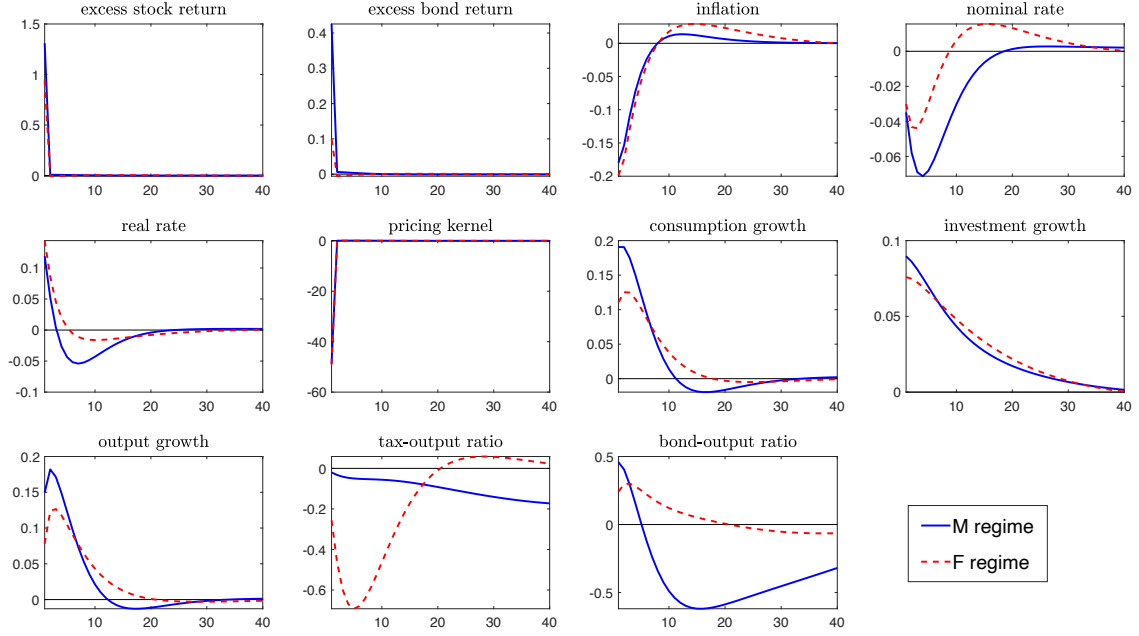 excess stock return
1.5
1
0.5
0
10 20 30 40
excess bond return
0.4
0.3
0.2
0.1
0
10 20 30 40
inflation
0
-0.05
-0.1
-0.15
-0.2
10 20 30 40
nominal rate
0
-0.02
-0.04
-0.06
10 20 30 40
real rate
0.1
0.05
0
-0.05
-0.1
10 20 30 40
pricing kernel
0
-20
-40
-60
10 20 30 40
consumption growth
0.2
0.15
0.1
0.05
0
10 20 30 40
investment growth
0.1
0.05
0
10 20 30 40
output growth
0.2
0.15
0.1
0.05
0
10 20 30 40
tax-output ratio
0
-0.2
-0.4
-0.6
10 20 30 40
bond-output ratio
0.5
0
-0.5
10 20 30 40
M regime
F regime